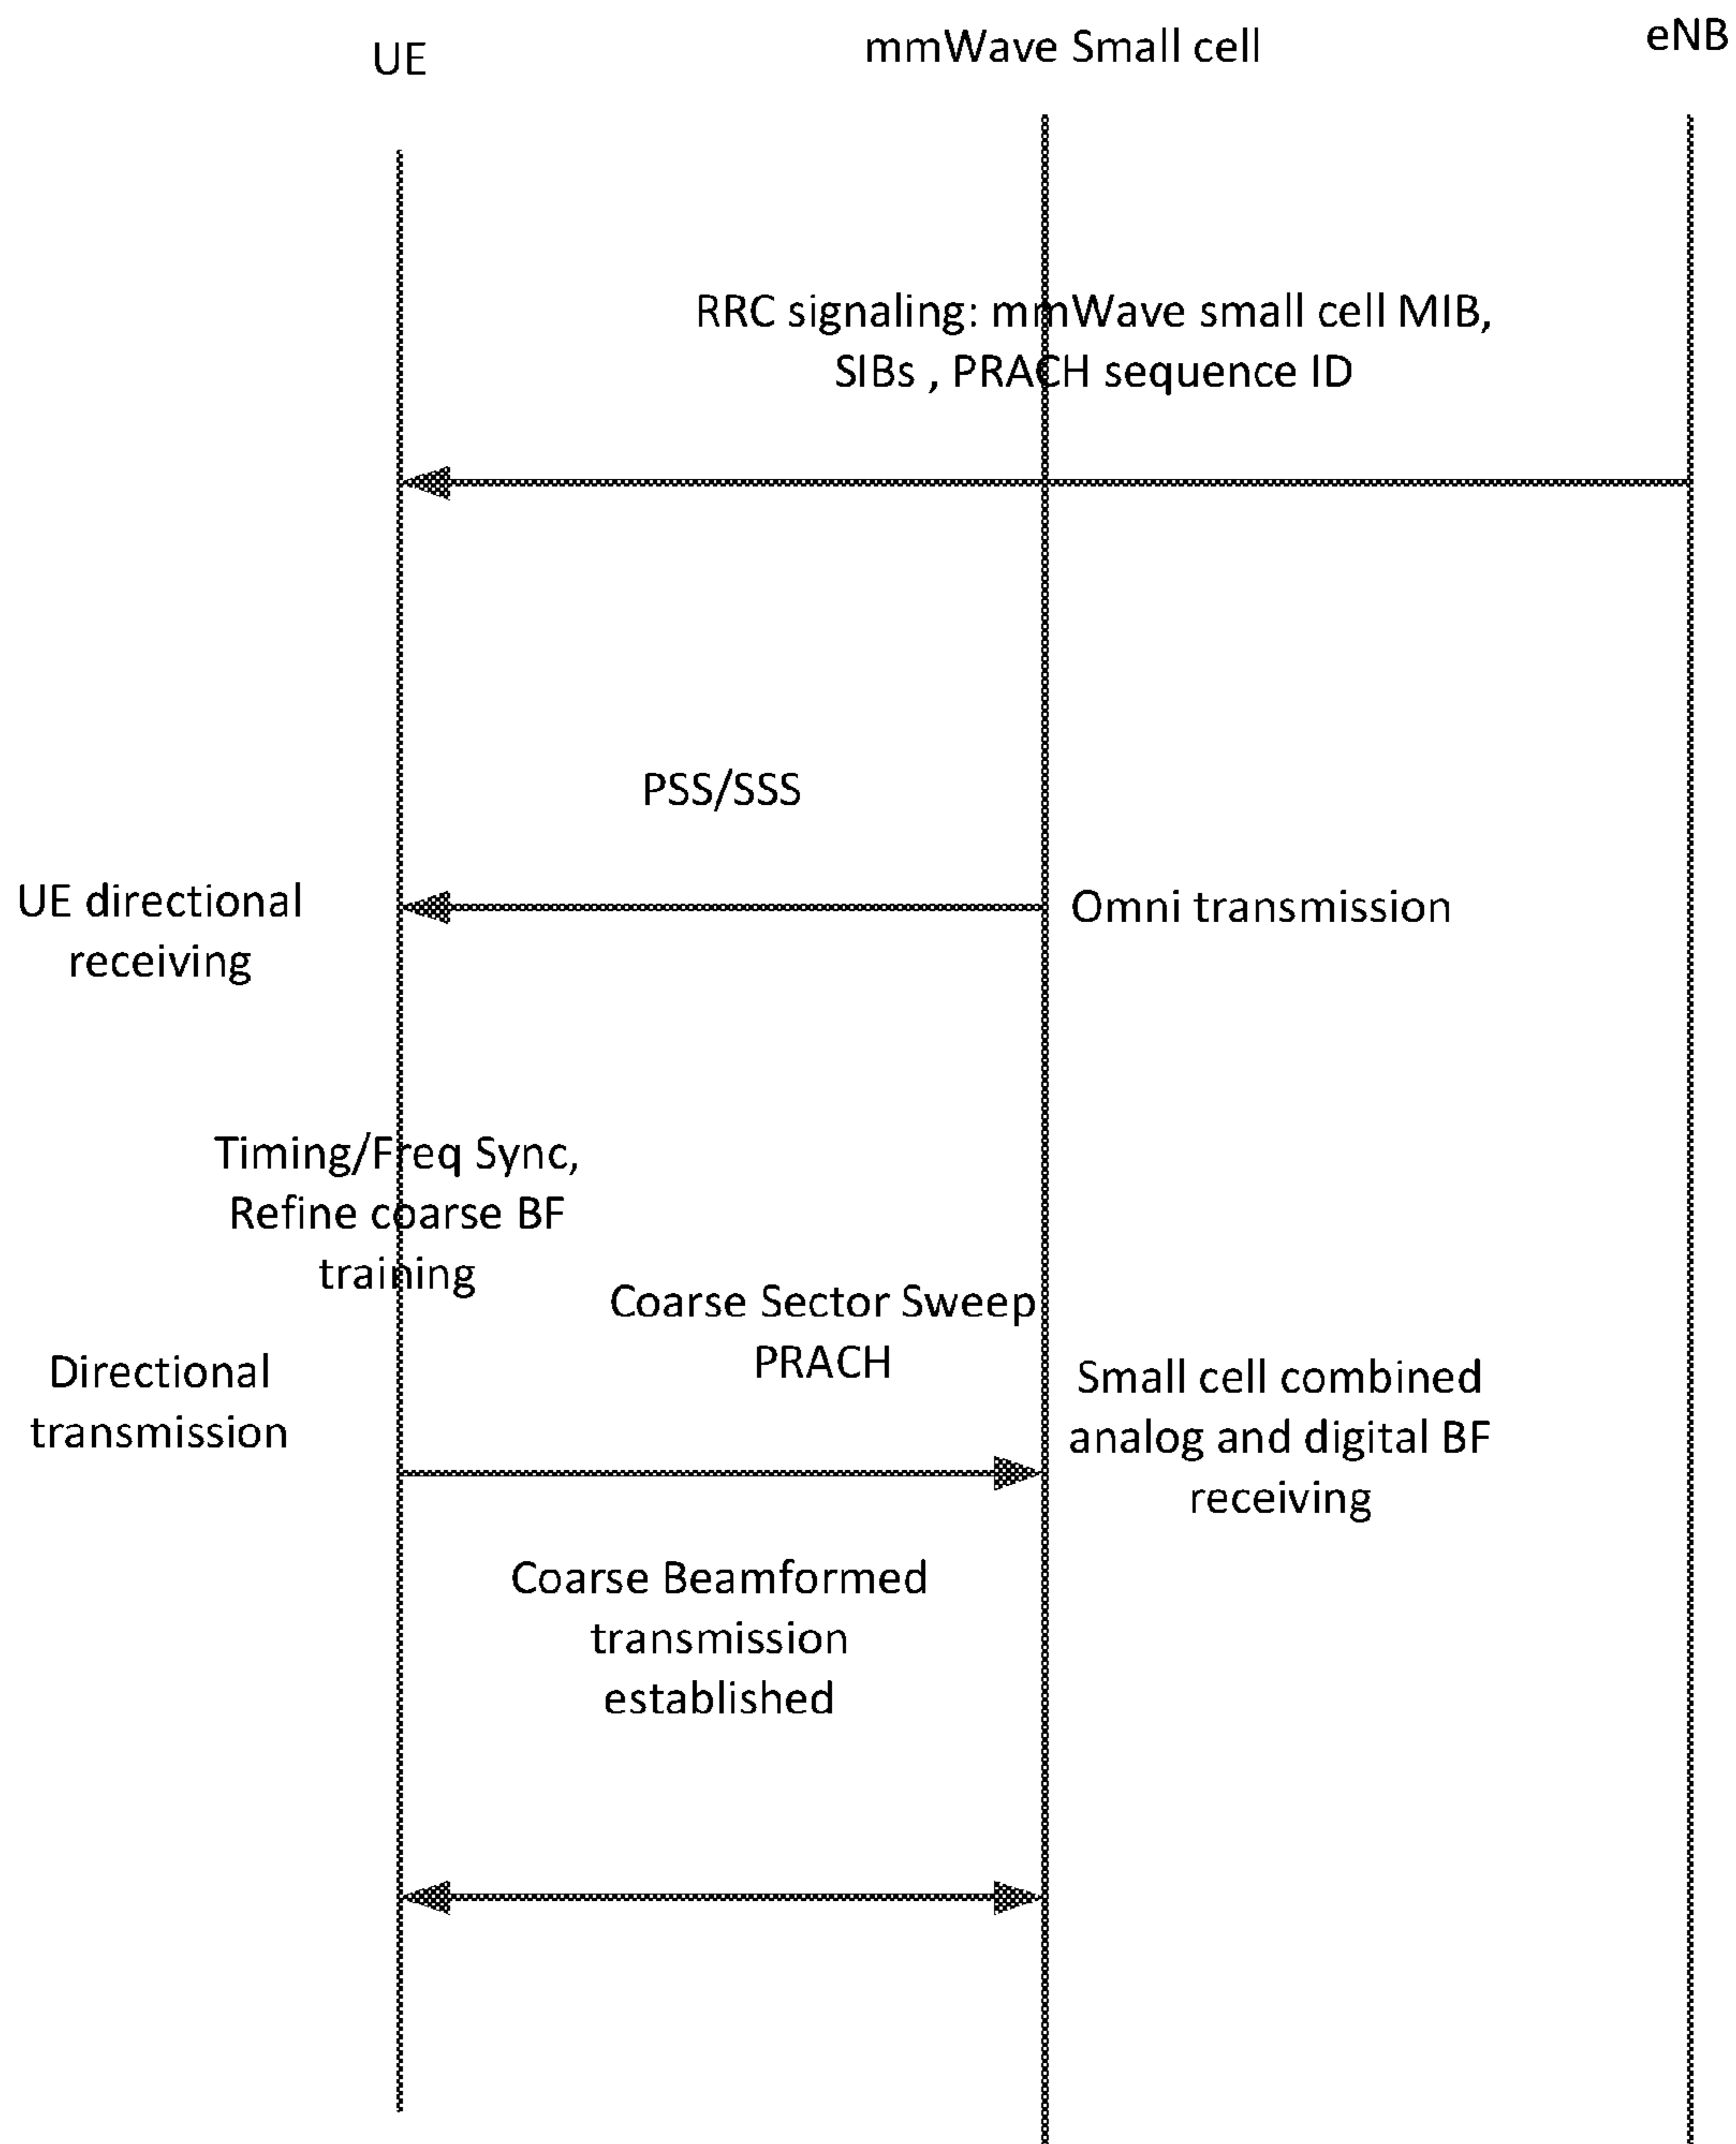 UE
mmWave Small cell
eNB
RRC signaling: mmWave small cell MIB,
SIBs , PRACH sequence ID
PSS/SSS
UE directional
receiving
Omni transmission
Timing/Freq Sync,
Refine coarse BF
training
Coarse Sector Sweep
PRACH
Directional
transmission
Small cell combined
analog and digital BF
receiving
Coarse Beamformed
transmission
established